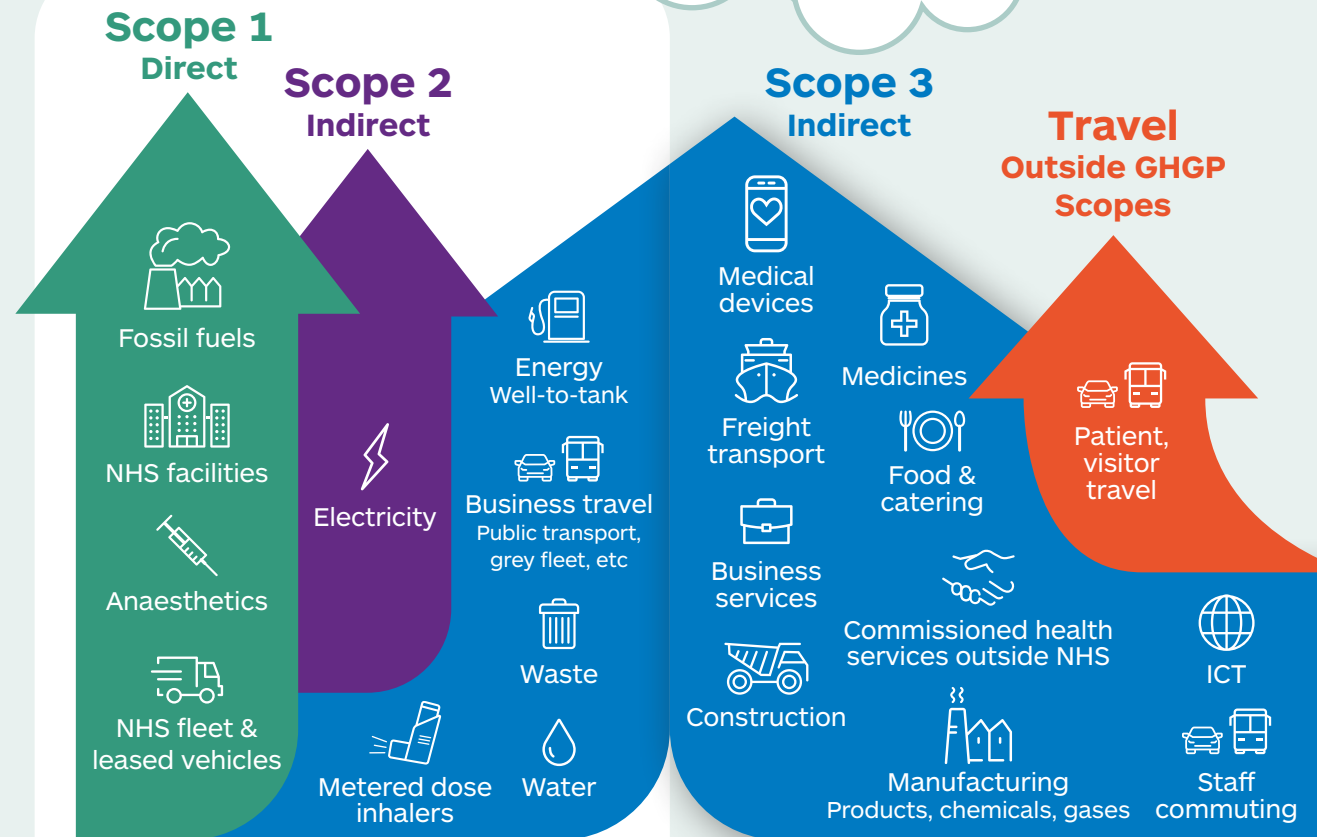 Scope 1
Direct
Fossil fuels
NHS facilities
Anaesthetics
NHS fleet &
leased vehicles
Scope 2
Indirect
Electricity
Scope 3
Indirect
Energy
Well-to-tank
Business travel
Public transport,
grey fleet, etc
Waste
Metered dose
inhalers
Water
Medical
devices
Freight
transport
Business
services
Construction
Medicines
Food &
catering
Commissioned health
services outside NHS
Manufacturing
Products, chemicals, gases
ICT
Staff
commuting
Travel
Outside GHGP
Scopes
Patient,
visitor
travel